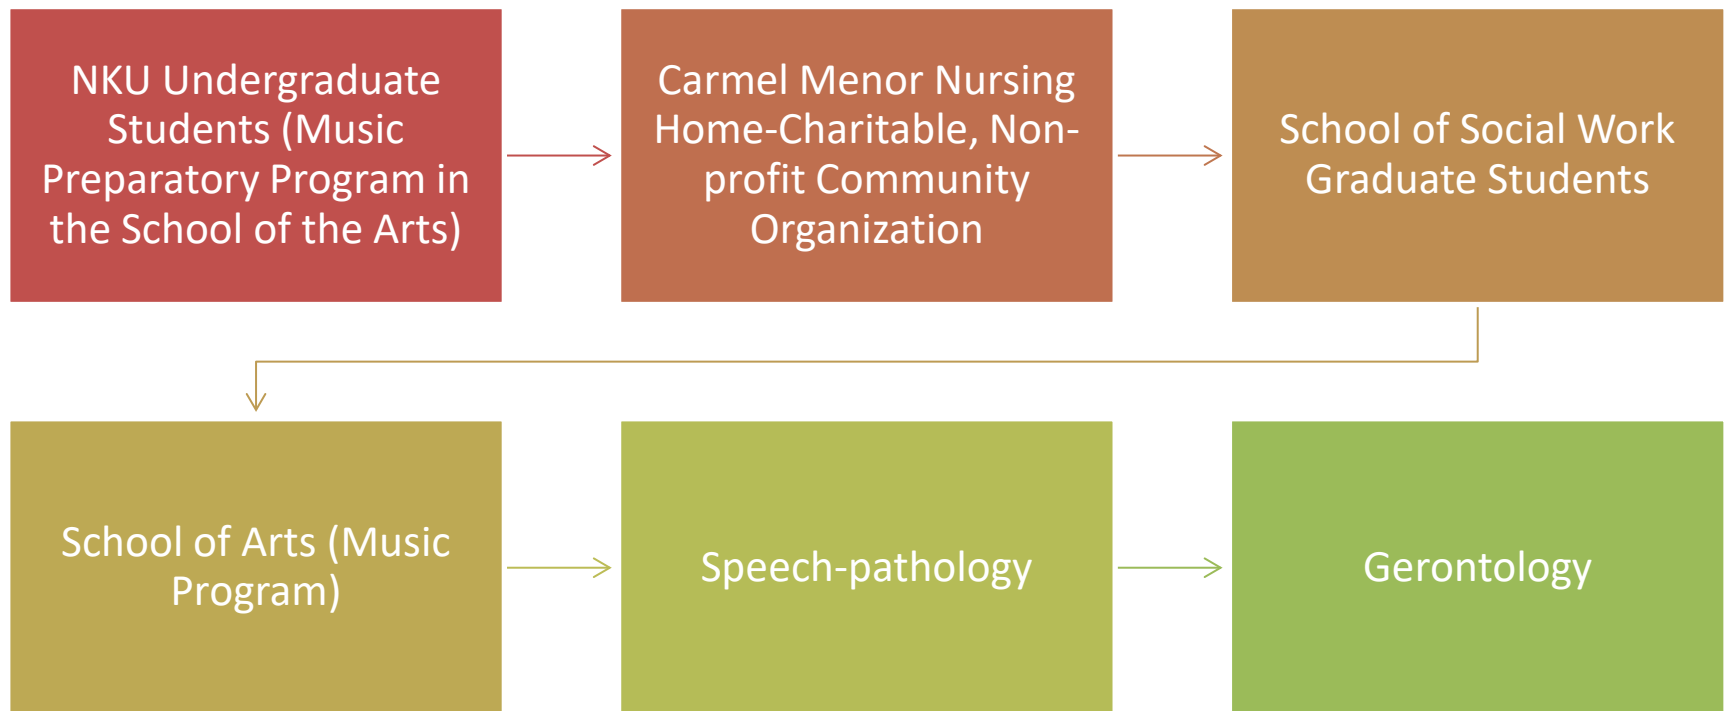 NKU Undergraduate
Students (Music
Preparatory Program in
the School of the Arts)
Carmel Menor Nursing
Home-Charitable, Non-
profit Community
Organization
School of Social Work
Graduate Students
School of Arts (Music
Program)
Speech-pathology
Gerontology